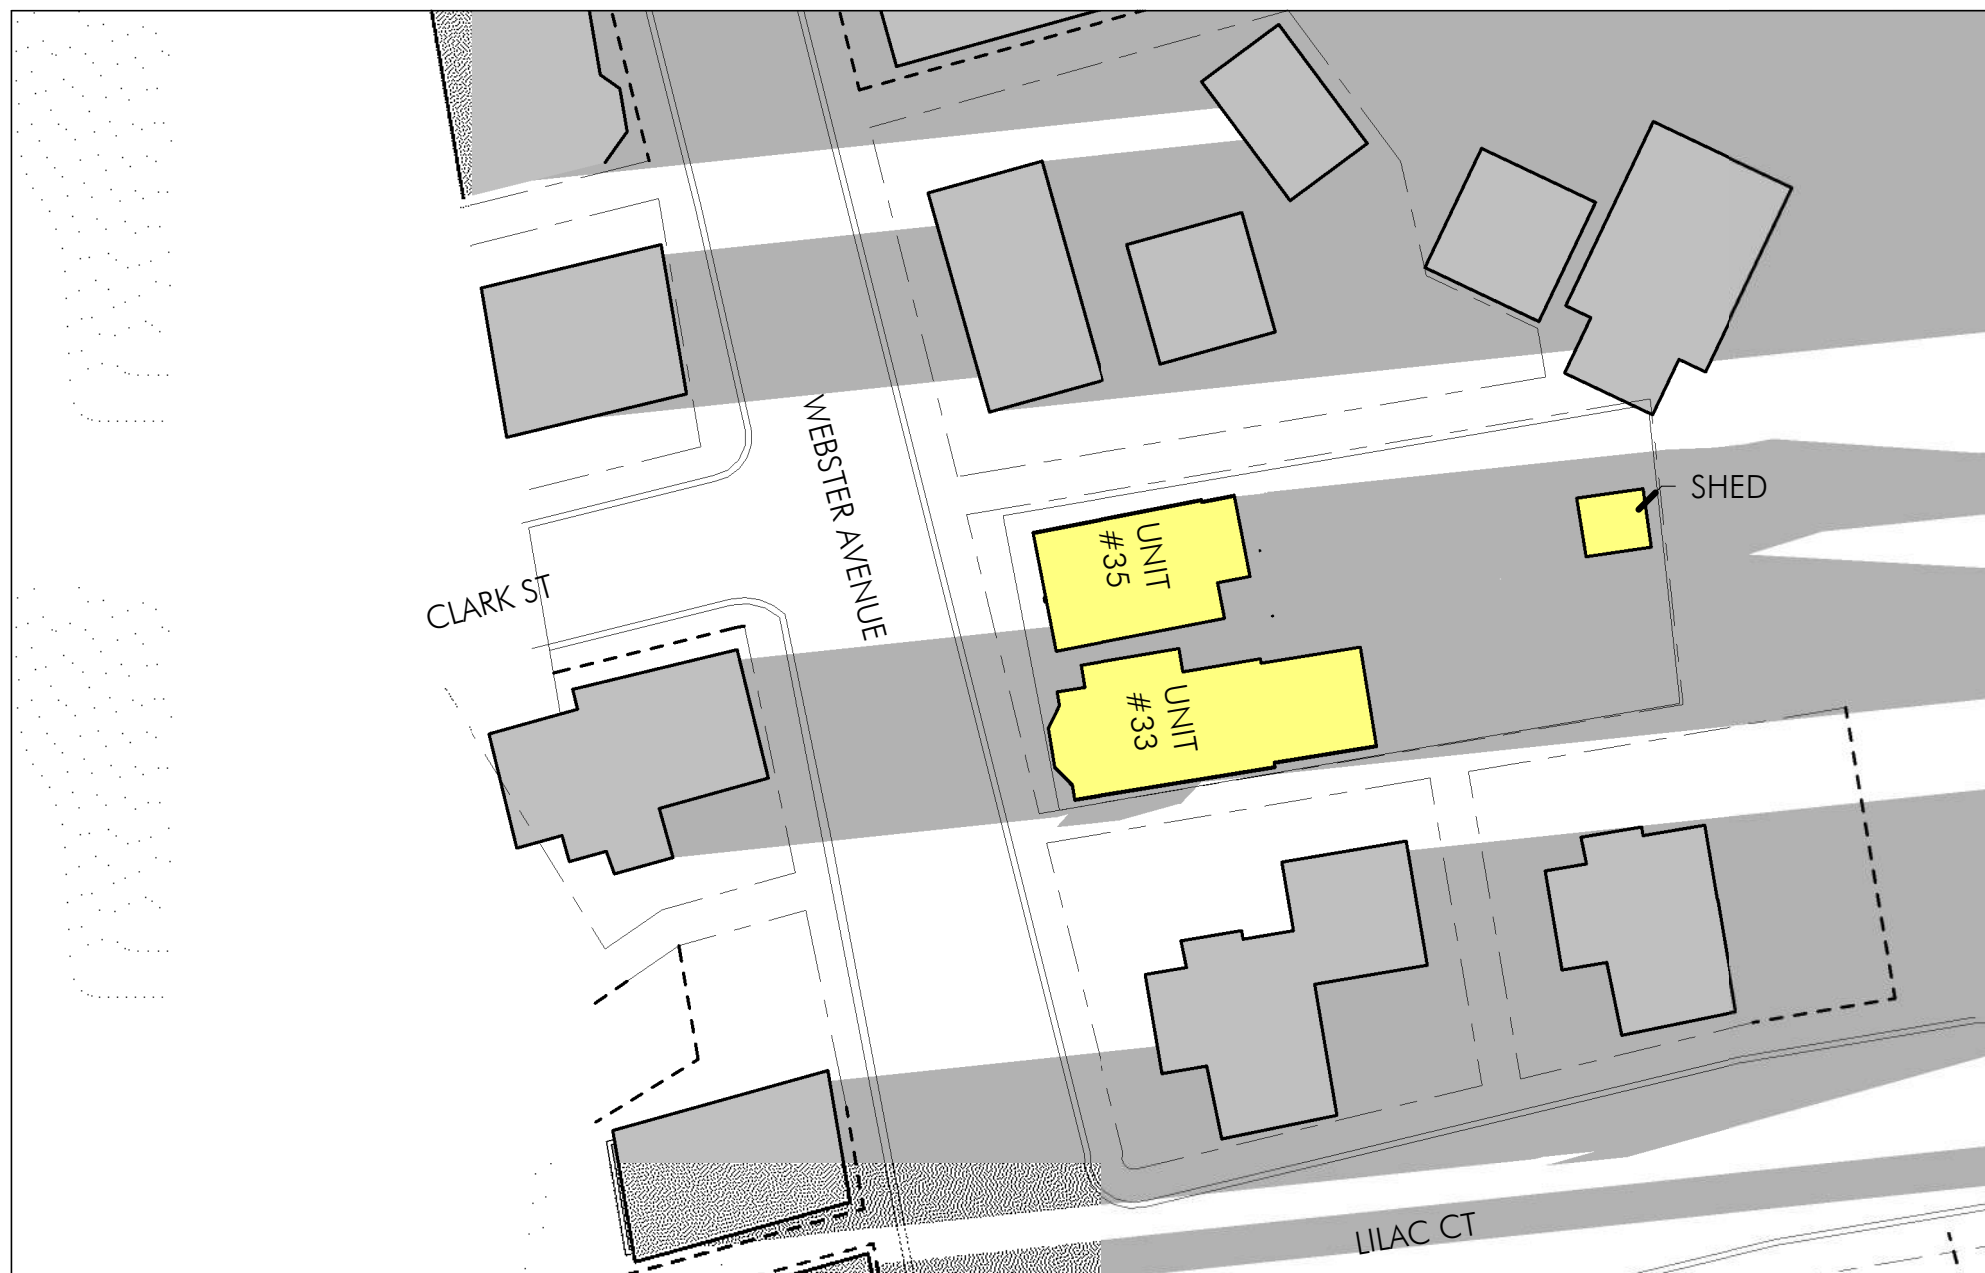 WEBSTER AVENUE
SHED
UNIT
#35
CLARK ST
UNIT
#33
LILAC CT